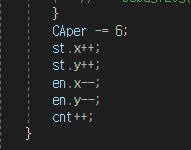 }
CAper -= 6;
st.x++;
st.y++;
en.x--;
en.y--;
cnt++;
}